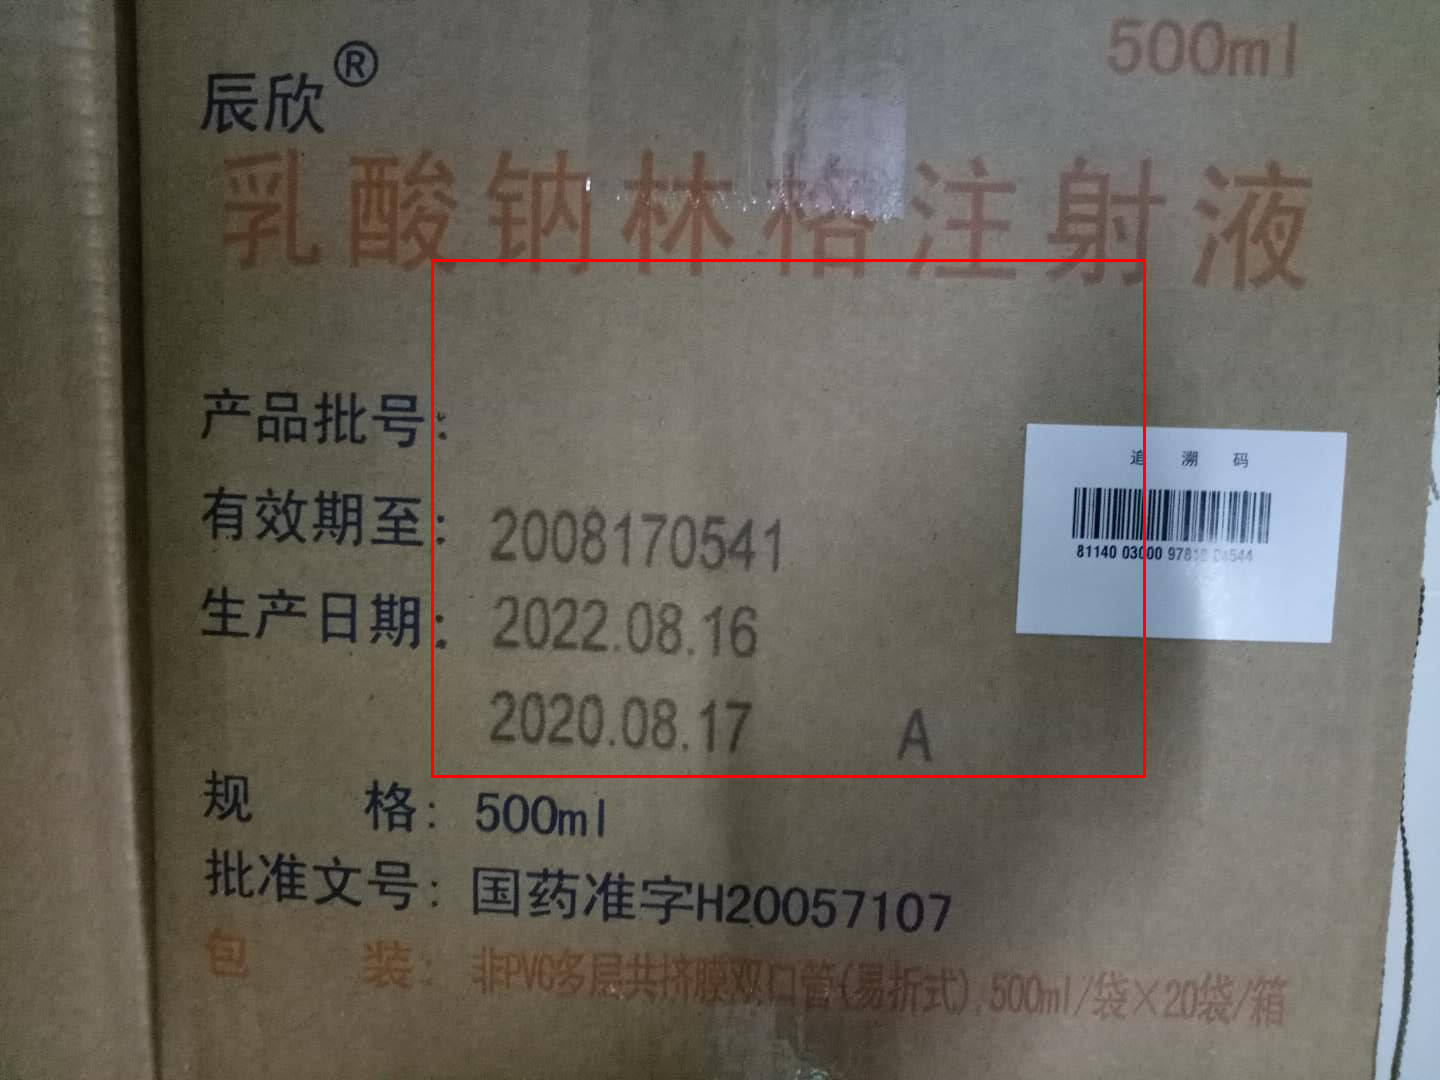 500ml
辰欣®
乳酸钠林格注射液
产品批号：
有效期至： 2008170541
生产日期： 2022.08.16
2020.08.17 A
追溯码
81140 03000 97818 04544
规 格：500ml
批准文号：国药准字H20057107
包 装：非PVC多层共挤膜双口管(易折式),500ml/袋×20袋/箱